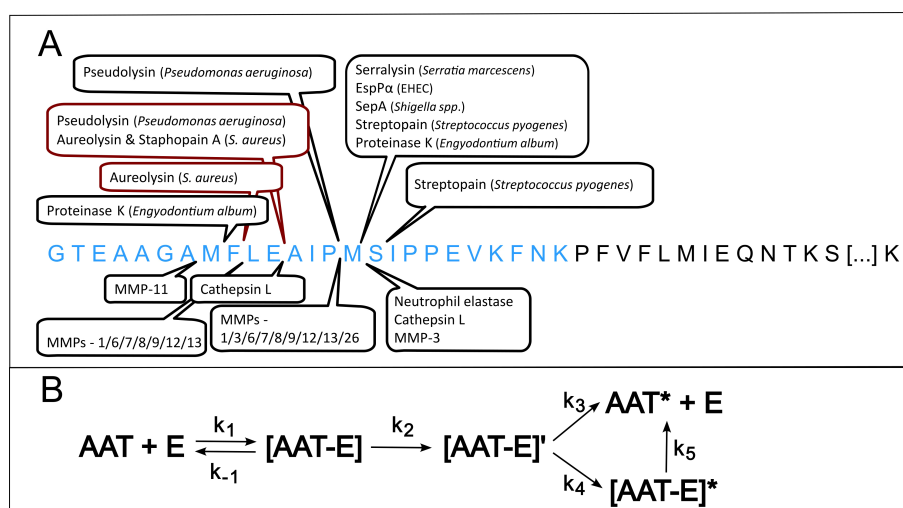 A
Pseudolysin (Pseudomonas aeruginosa)
Serralysin (Serratia marcescens)
EspPα (EHEC)
SepA (Shigella spp.)
Streptopain (Streptococcus pyogenes)
Proteinase K (Engyodontium album)
Pseudolysin (Pseudomonas aeruginosa)
Aureolysin & Staphopain A (S. aureus)
Aureolysin (S. aureus)
Streptopain (Streptococcus pyogenes)
Proteinase K (Engyodontium album)
G T E A A G A M F L E A I P M S I P P E V K F N K P F V F L M I E Q N T K S [...] K
MMP-11
Cathepsin L
MMPs - 1/6/7/8/9/12/13
MMPs -
1/3/6/7/8/9/12/13/26
Neutrophil elastase
Cathepsin L
MMP-3
B
AAT + E k1 k-1 [AAT-E] k2 [AAT-E]' k3 AAT* + E
k4 [AAT-E]* k5